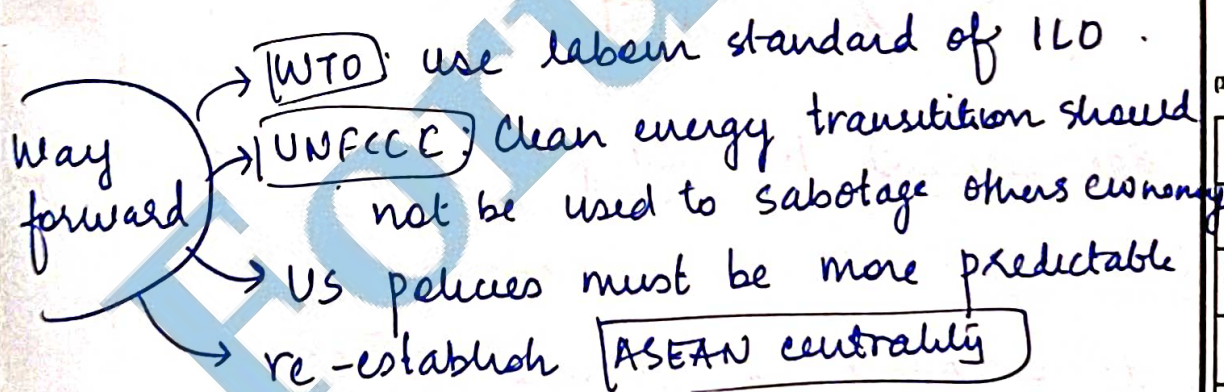 WTO: use labour standard of ILO.
Way forward
UNFCCC: Clean energy transitition should
not be used to sabotage others economy
US policies must be more predictable
re-establish ASEAN centrality